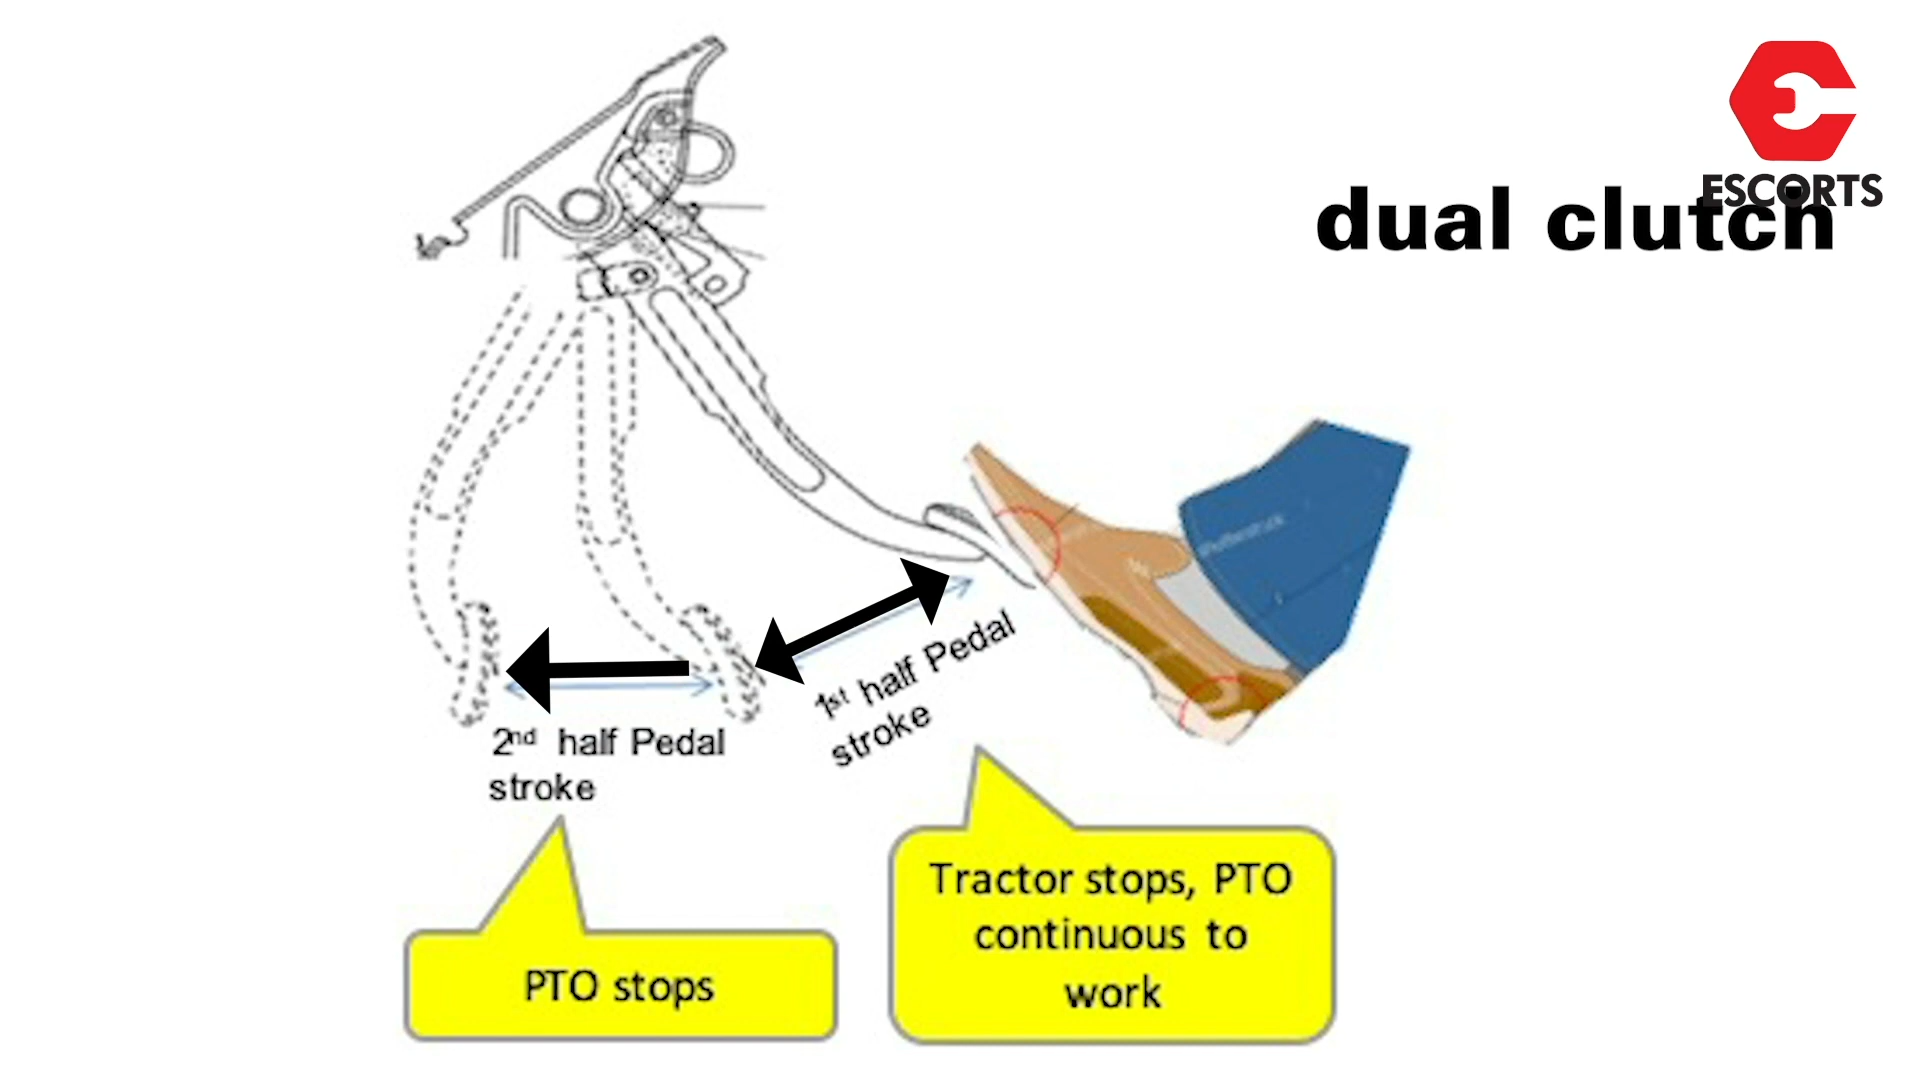 ESCORTS
dual clutch
1st half Pedal
stroke
2nd half Pedal
stroke
Tractor stops, PTO
continuous to
work
PTO stops
shutterstock